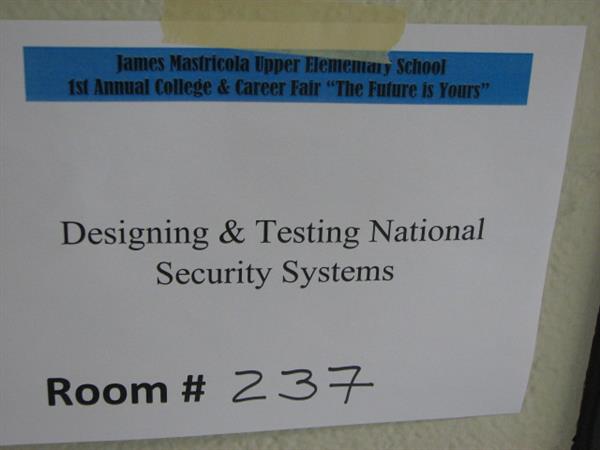 James Mastricola Upper Elementary School
1st Annual College & Career Fair “The Future is Yours”
Designing & Testing National
Security Systems
Room # 237